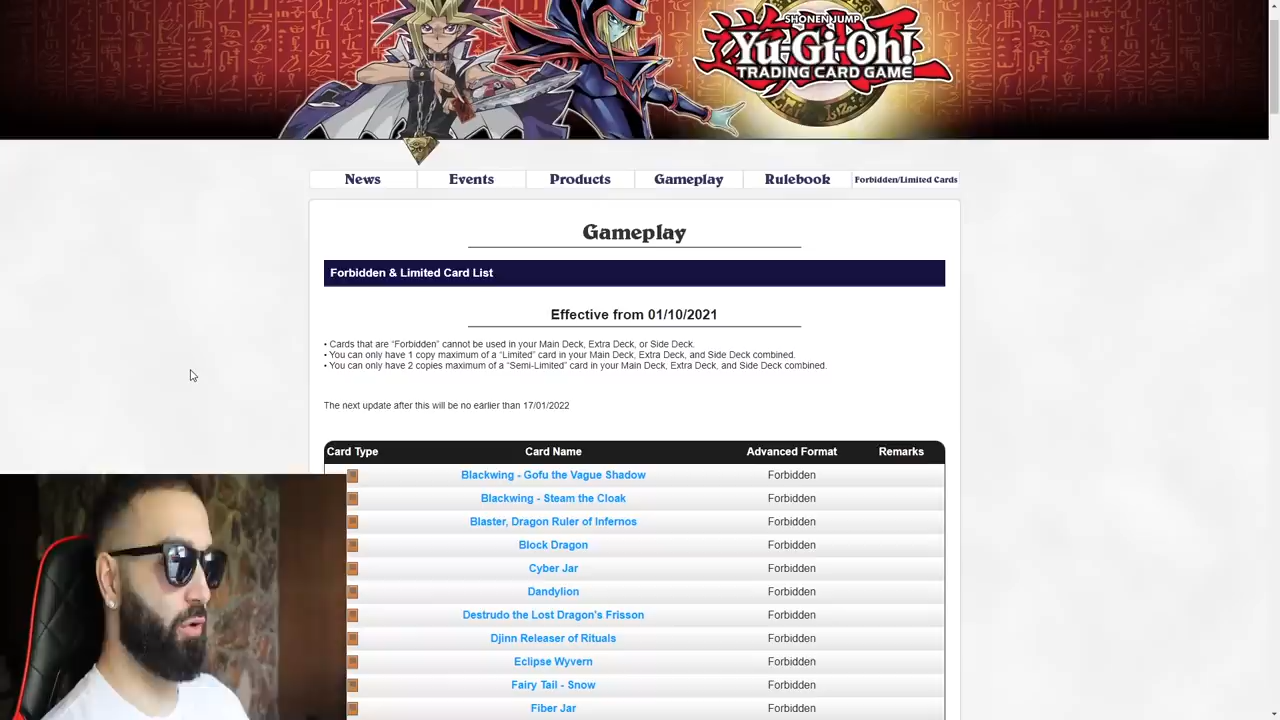 SHONEN JUMP
Yu-Gi-Oh!
TRADING CARD GAME
News Events Products Gameplay Rulebook Forbidden/Limited Cards
Gameplay
Forbidden & Limited Card List
Effective from 01/10/2021
• Cards that are “Forbidden” cannot be used in your Main Deck, Extra Deck, or Side Deck.
• You can only have 1 copy maximum of a “Limited” card in your Main Deck, Extra Deck, and Side Deck combined.
• You can only have 2 copies maximum of a “Semi-Limited” card in your Main Deck, Extra Deck, and Side Deck combined.
The next update after this will be no earlier than 17/01/2022
Card Type Card Name Advanced Format Remarks
Blackwing - Gofu the Vague Shadow Forbidden
Blackwing - Steam the Cloak Forbidden
Blaster, Dragon Ruler of Infernos Forbidden
Block Dragon Forbidden
Cyber Jar Forbidden
Dandylion Forbidden
Destrudo the Lost Dragon's Frisson Forbidden
Djinn Releaser of Rituals Forbidden
Eclipse Wyvern Forbidden
Fairy Tail - Snow Forbidden
Fiber Jar Forbidden